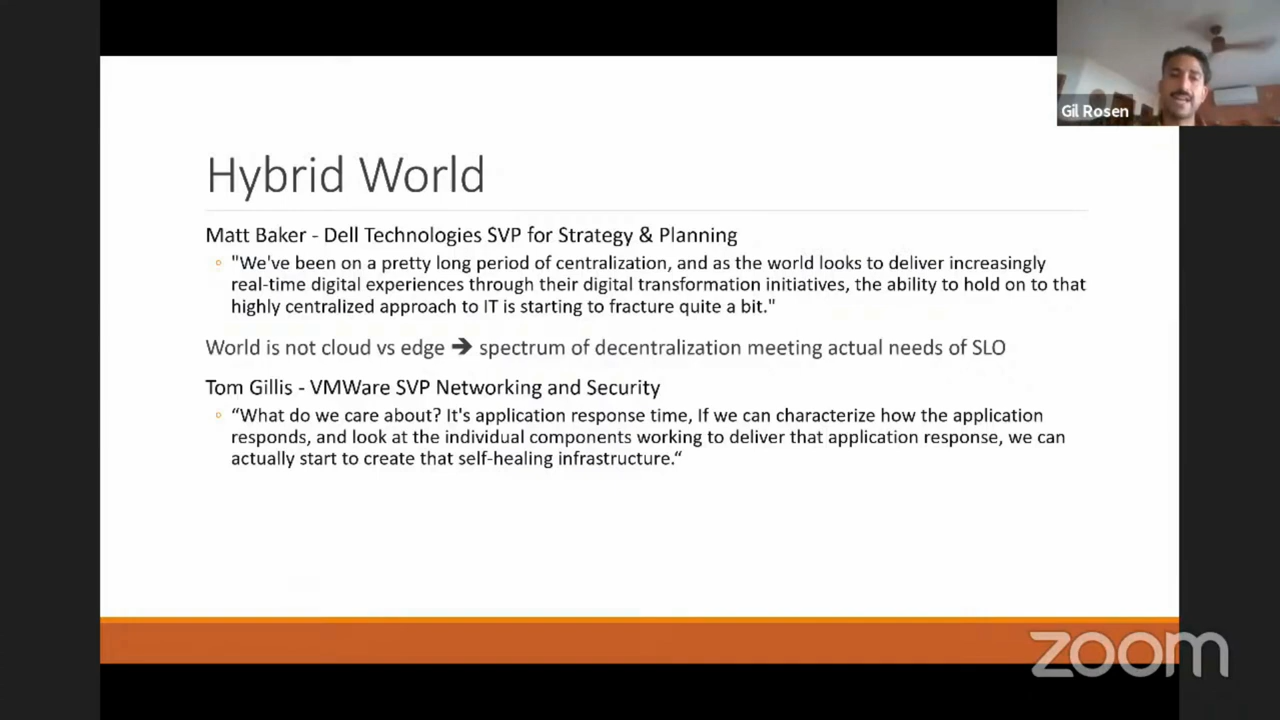 Gil Rosen
Hybrid World
Matt Baker - Dell Technologies SVP for Strategy & Planning
"We've been on a pretty long period of centralization, and as the world looks to deliver increasingly
real-time digital experiences through their digital transformation initiatives, the ability to hold on to that
highly centralized approach to IT is starting to fracture quite a bit."
World is not cloud vs edge ➔ spectrum of decentralization meeting actual needs of SLO
Tom Gillis - VMWare SVP Networking and Security
“What do we care about? It's application response time, If we can characterize how the application
responds, and look at the individual components working to deliver that application response, we can
actually start to create that self-healing infrastructure.“
zoom